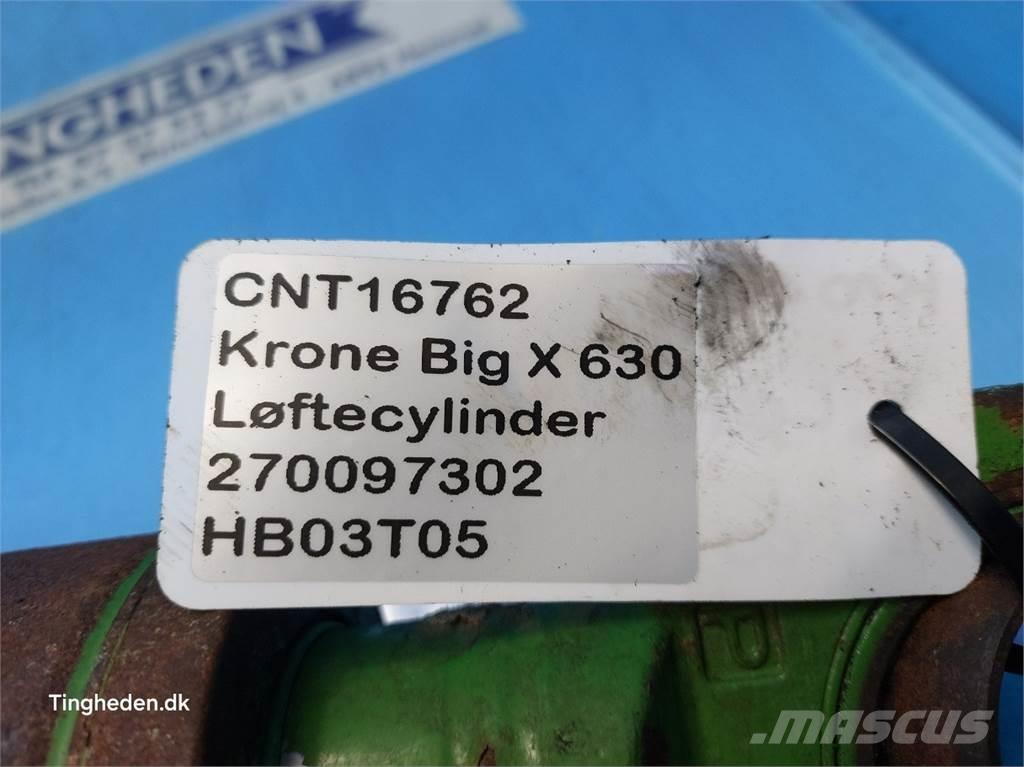 NGHEDEN
CNT16762
Krone Big X 630
Løftecylinder
270097302
HB03T05
Tingheden.dk
MASCUS